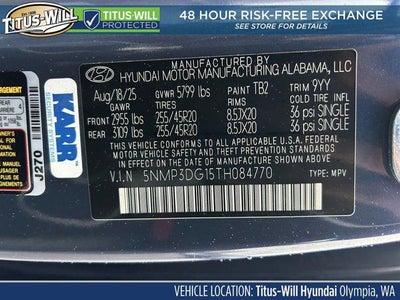 TITUS-WILL
TITUS-WILL
PROTECTED
48 HOUR RISK-FREE EXCHANGE
SEE STORE FOR DETAILS
KARR
J270
MANUFACTURED BY
HYUNDAI MOTOR MANUFACTURING ALABAMA, LLC
Aug/18/25 GVWR 5799 lbs PAINT TB2 TRIM 9YY
GAWR TIRES RIMS COLD TIRE INFL
FRONT 2955 lbs 255/45R20 8.5JX20 36 psi SINGLE
REAR 3109 lbs 255/45R20 8.5JX20 36 psi SINGLE
THIS VEHICLE CONFORMS TO ALL APPLICABLE U.S.A. FEDERAL
MOTOR VEHICLE SAFETY AND THEFT PREVENTION STANDARDS
IN EFFECT ON THE DATE OF MANUFACTURE SHOWN ABOVE.
V.I.N 5NMP3DG15TH084770 TYPE: MPV
VEHICLE LOCATION: Titus-Will Hyundai Olympia, WA